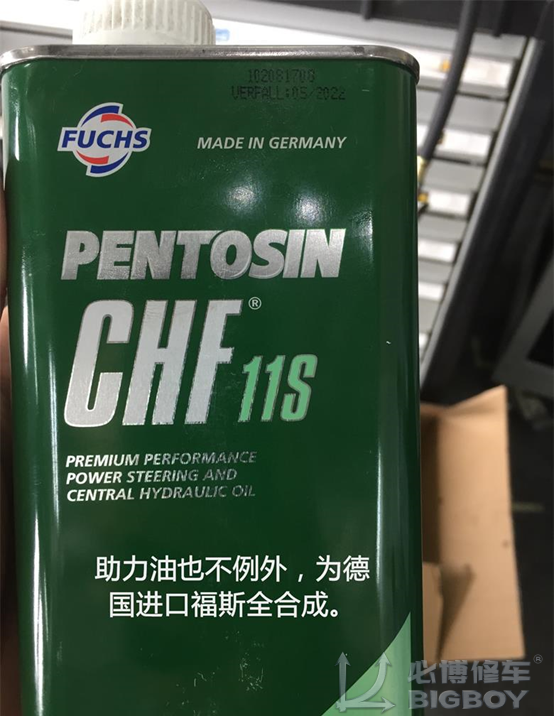 10208170G
VERFALL:05/2022
FUCHS
MADE IN GERMANY
PENTOSIN
CHF®
11S
PREMIUM PERFORMANCE
POWER STEERING AND
CENTRAL HYDRAULIC OIL
助力油也不例外，为德
国进口福斯全合成。
必博修车®
BIGBOY